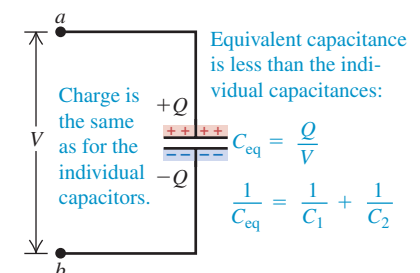 a
Equivalent capacitance
is less than the indi-
vidual capacitances:
Charge is
the same
as for the
individual
capacitors.
V
+Q
++ ++
– – – –
−Q
C_eq = Q/V
1/C_eq = 1/C_1 + 1/C_2
b